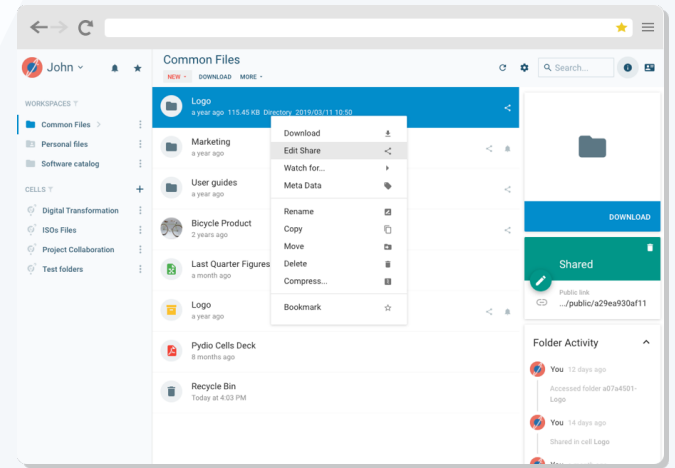 John
WORKSPACES
Common Files
Personal files
Software catalog
CELLS
Digital Transformation
ISOs Files
Project Collaboration
Test folders
Common Files
NEW
DOWNLOAD
MORE
Search...
Logo
a year ago 115.45 KB Directory 2019/03/11 10:50
Marketing
a year ago
User guides
a year ago
Bicycle Product
2 years ago
Last Quarter Figures
a month ago
Logo
a year ago
Pydio Cells Deck
8 months ago
Recycle Bin
Today at 4:03 PM
Download
Edit Share
Watch for...
Meta Data
Rename
Copy
Move
Delete
Compress...
Bookmark
DOWNLOAD
Shared
Public link
.../public/a29ea930af11
Folder Activity
You 12 days ago
Accessed folder a07a4501-
Logo
You 14 days ago
Shared in cell Logo